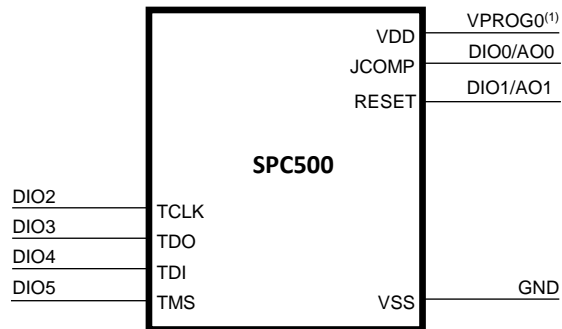 VDD VPROG0(1)
JCOMP DIO0/AO0
RESET DIO1/AO1
SPC500
DIO2 TCLK
DIO3 TDO
DIO4 TDI
DIO5 TMS
VSS GND